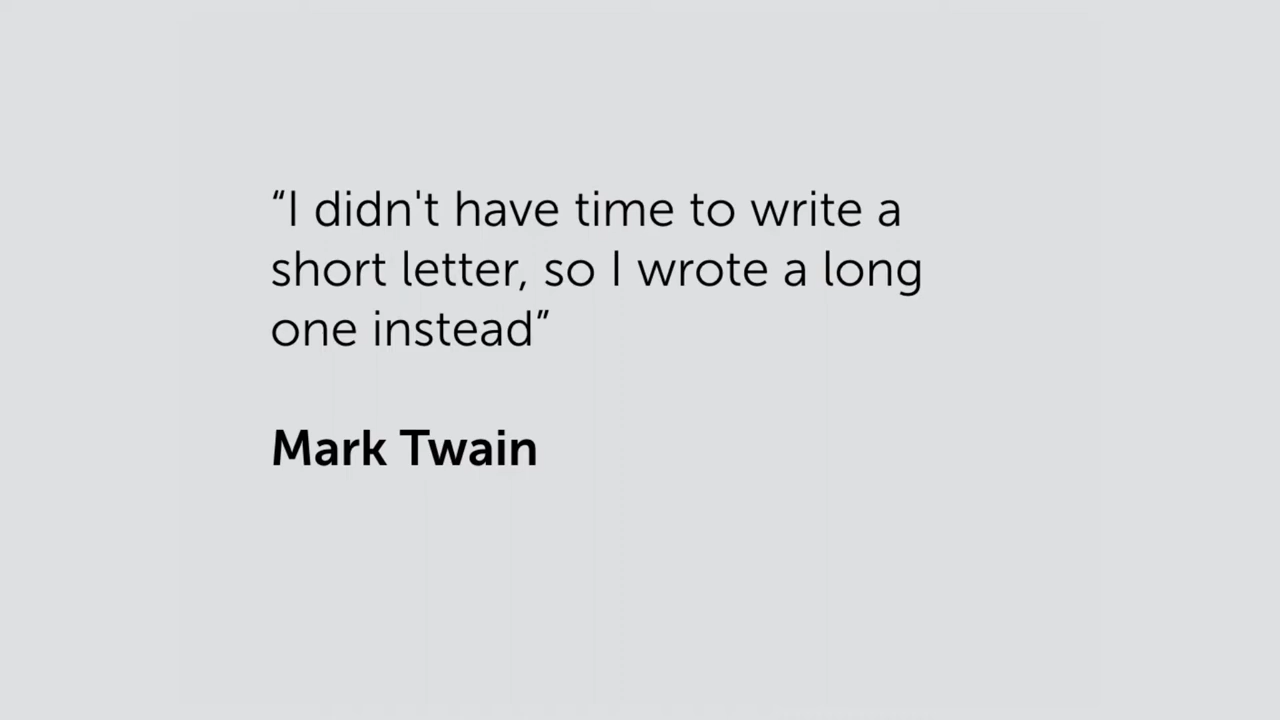 “I didn't have time to write a
short letter, so I wrote a long
one instead”
Mark Twain